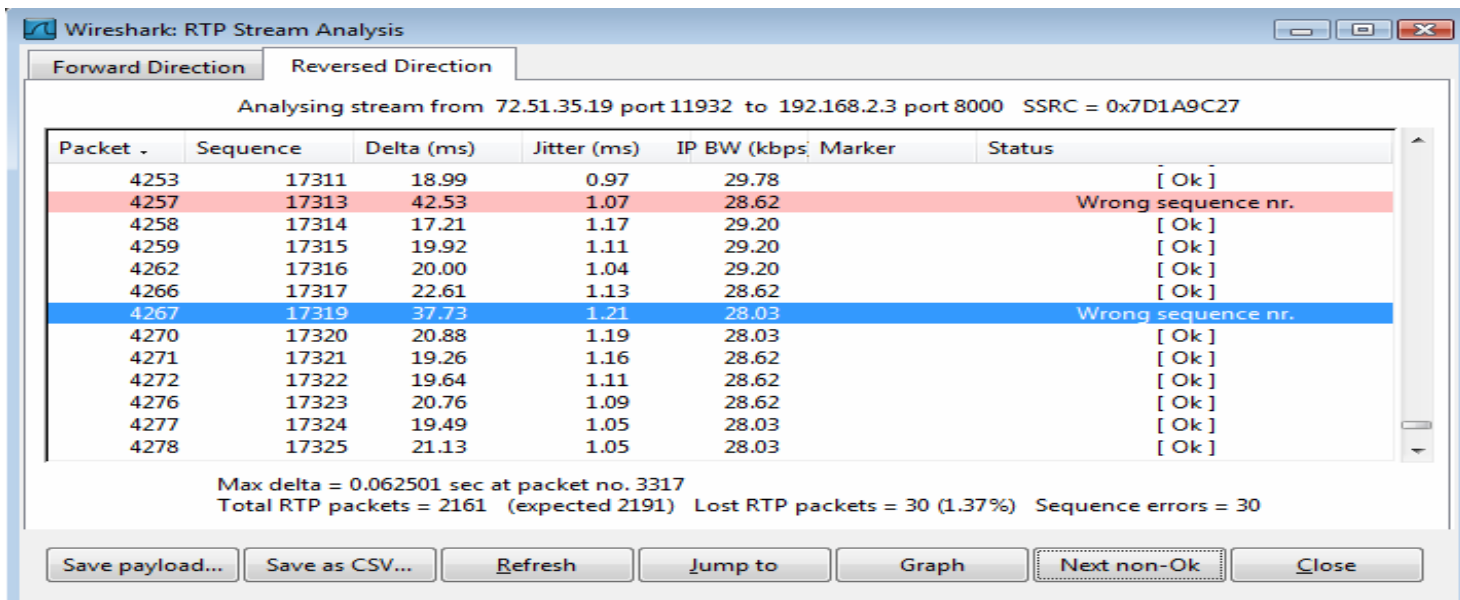 Wireshark: RTP Stream Analysis
Forward Direction Reversed Direction
Analysing stream from 72.51.35.19 port 11932 to 192.168.2.3 port 8000 SSRC = 0x7D1A9C27
Packet Sequence Delta (ms) Jitter (ms) IP BW (kbps) Marker Status
4253 17311 18.99 0.97 29.78 [ Ok ]
4257 17313 42.53 1.07 28.62 Wrong sequence nr.
4258 17314 17.21 1.17 29.20 [ Ok ]
4259 17315 19.92 1.11 29.20 [ Ok ]
4262 17316 20.00 1.04 29.20 [ Ok ]
4266 17317 22.61 1.13 28.62 [ Ok ]
4267 17319 37.73 1.21 28.03 Wrong sequence nr.
4270 17320 20.88 1.19 28.03 [ Ok ]
4271 17321 19.26 1.16 28.62 [ Ok ]
4272 17322 19.64 1.11 28.62 [ Ok ]
4276 17323 20.76 1.09 28.62 [ Ok ]
4277 17324 19.49 1.05 28.03 [ Ok ]
4278 17325 21.13 1.05 28.03 [ Ok ]
Max delta = 0.062501 sec at packet no. 3317
Total RTP packets = 2161 (expected 2191) Lost RTP packets = 30 (1.37%) Sequence errors = 30
Save payload... Save as CSV... Refresh Jump to Graph Next non-Ok Close